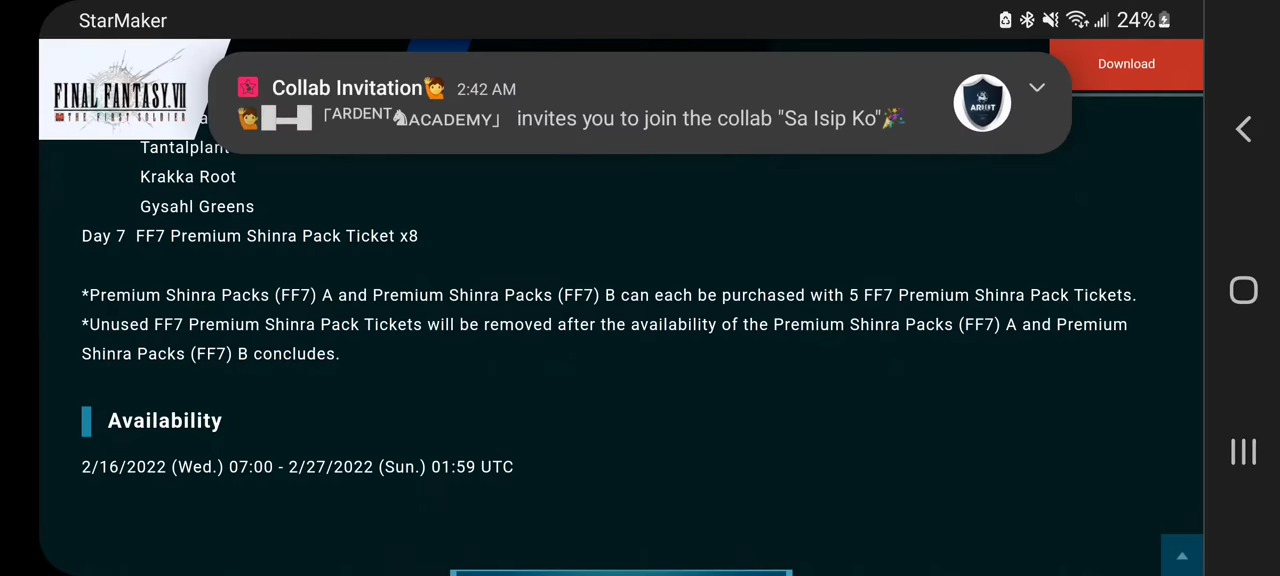 StarMaker
24%
FINAL FANTASY VII
THE FIRST SOLDIER
Download
Collab Invitation🙋 2:42 AM
🙋 「ARDENT♞ACADEMY」 invites you to join the collab "Sa Isip Ko"🎉
Tantalplant
Krakka Root
Gysahl Greens
Day 7 FF7 Premium Shinra Pack Ticket x8
*Premium Shinra Packs (FF7) A and Premium Shinra Packs (FF7) B can each be purchased with 5 FF7 Premium Shinra Pack Tickets.
*Unused FF7 Premium Shinra Pack Tickets will be removed after the availability of the Premium Shinra Packs (FF7) A and Premium
Shinra Packs (FF7) B concludes.
Availability
2/16/2022 (Wed.) 07:00 - 2/27/2022 (Sun.) 01:59 UTC